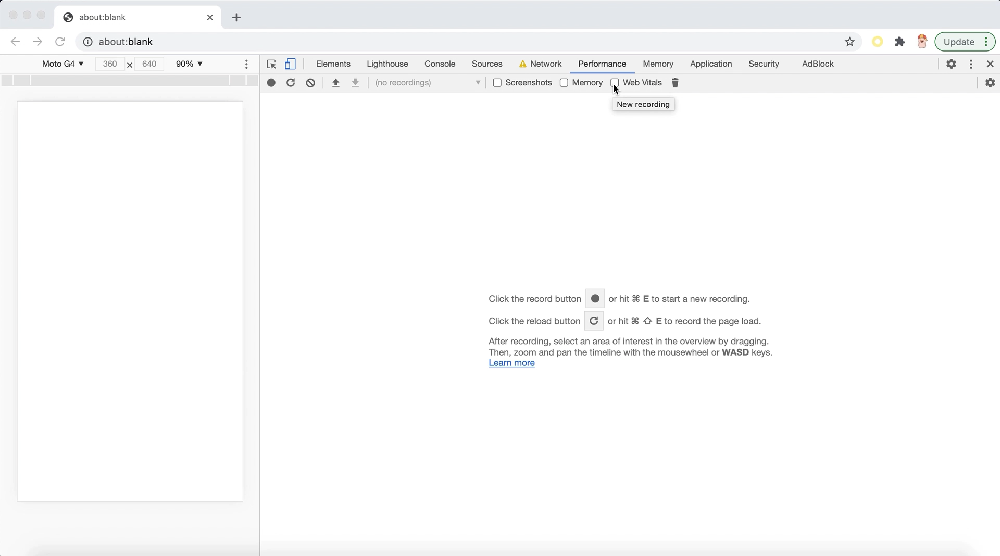 about:blank
about:blank
Update
Moto G4 ▼ 360 × 640 90% ▼
Elements Lighthouse Console Sources Network Performance Memory Application Security AdBlock
(no recordings) ▼ Screenshots Memory Web Vitals
New recording
Click the record button or hit ⌘ E to start a new recording.
Click the reload button or hit ⌘ ⇧ E to record the page load.
After recording, select an area of interest in the overview by dragging.
Then, zoom and pan the timeline with the mousewheel or WASD keys.
Learn more